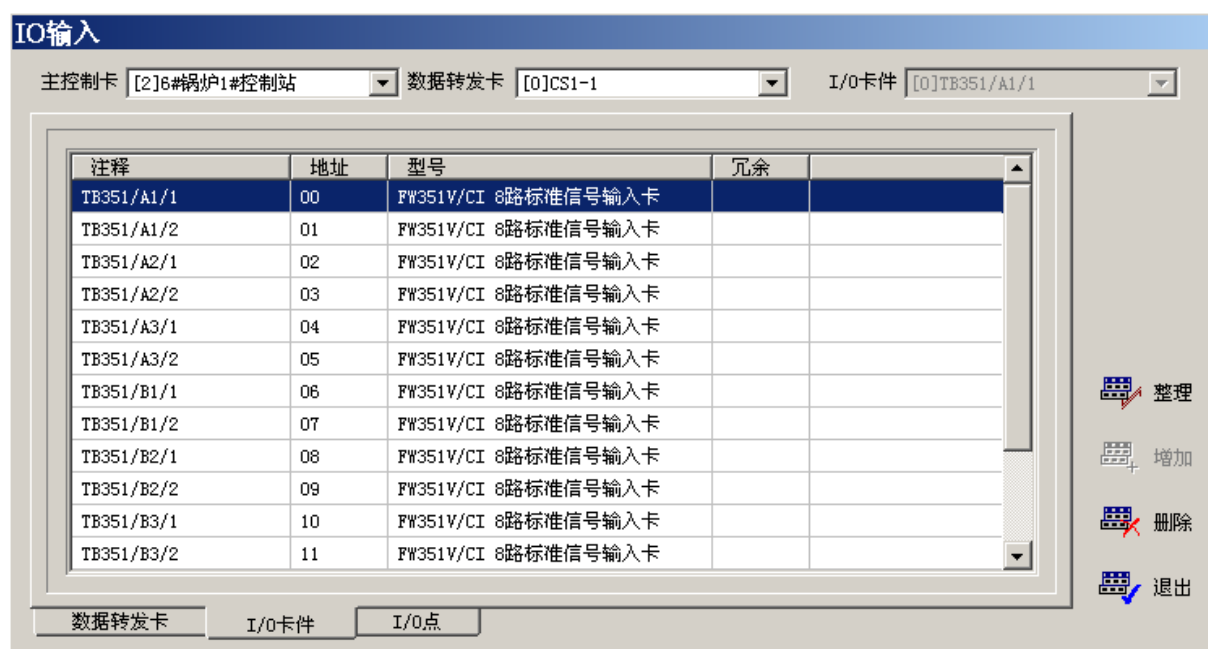 IO输入
主控制卡 [2]6#锅炉1#控制站 数据转发卡 [0]CS1-1 I/O卡件 [0]TB351/A1/1
注释 地址 型号 冗余
TB351/A1/1 00 FW351V/CI 8路标准信号输入卡
TB351/A1/2 01 FW351V/CI 8路标准信号输入卡
TB351/A2/1 02 FW351V/CI 8路标准信号输入卡
TB351/A2/2 03 FW351V/CI 8路标准信号输入卡
TB351/A3/1 04 FW351V/CI 8路标准信号输入卡
TB351/A3/2 05 FW351V/CI 8路标准信号输入卡
TB351/B1/1 06 FW351V/CI 8路标准信号输入卡
TB351/B1/2 07 FW351V/CI 8路标准信号输入卡
TB351/B2/1 08 FW351V/CI 8路标准信号输入卡
TB351/B2/2 09 FW351V/CI 8路标准信号输入卡
TB351/B3/1 10 FW351V/CI 8路标准信号输入卡
TB351/B3/2 11 FW351V/CI 8路标准信号输入卡
整理
增加
删除
退出
数据转发卡 I/O卡件 I/O点